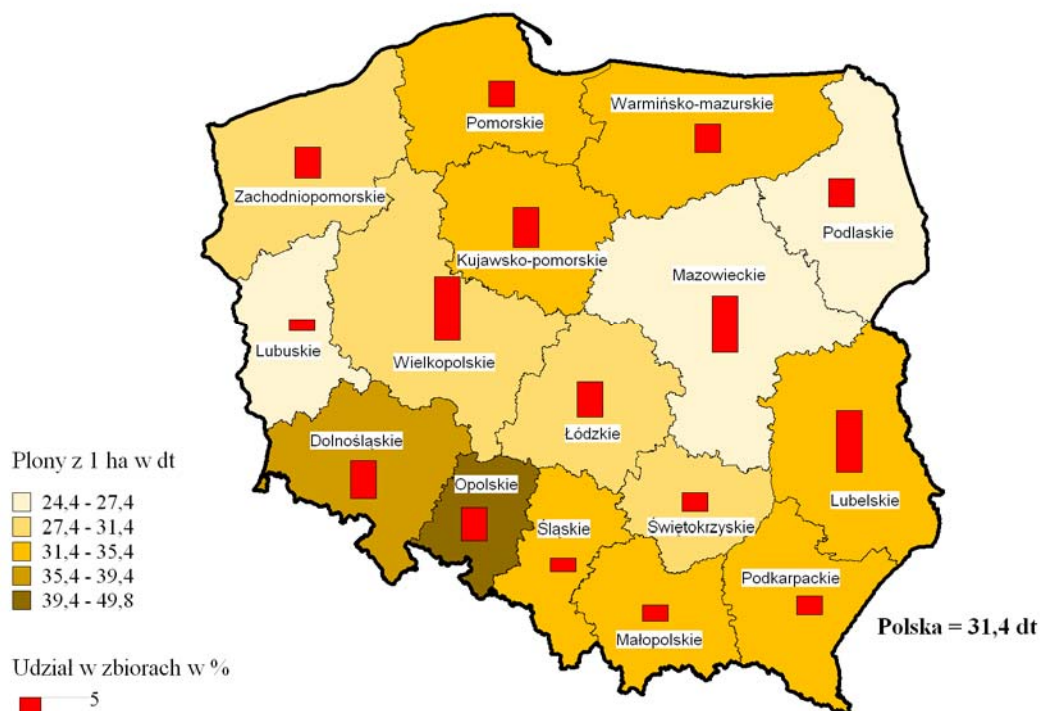 Pomorskie
Warmińsko-mazurskie
Zachodniopomorskie
Podlaskie
Kujawsko-pomorskie
Mazowieckie
Lubuskie
Wielkopolskie
Łódzkie
Dolnośląskie
Opolskie
Śląskie
Świętokrzyskie
Lubelskie
Podkarpackie
Małopolskie
Polska = 31,4 dt
Plony z 1 ha w dt
24,4 - 27,4
27,4 - 31,4
31,4 - 35,4
35,4 - 39,4
39,4 - 49,8
Udzial w zbiorach w %
5